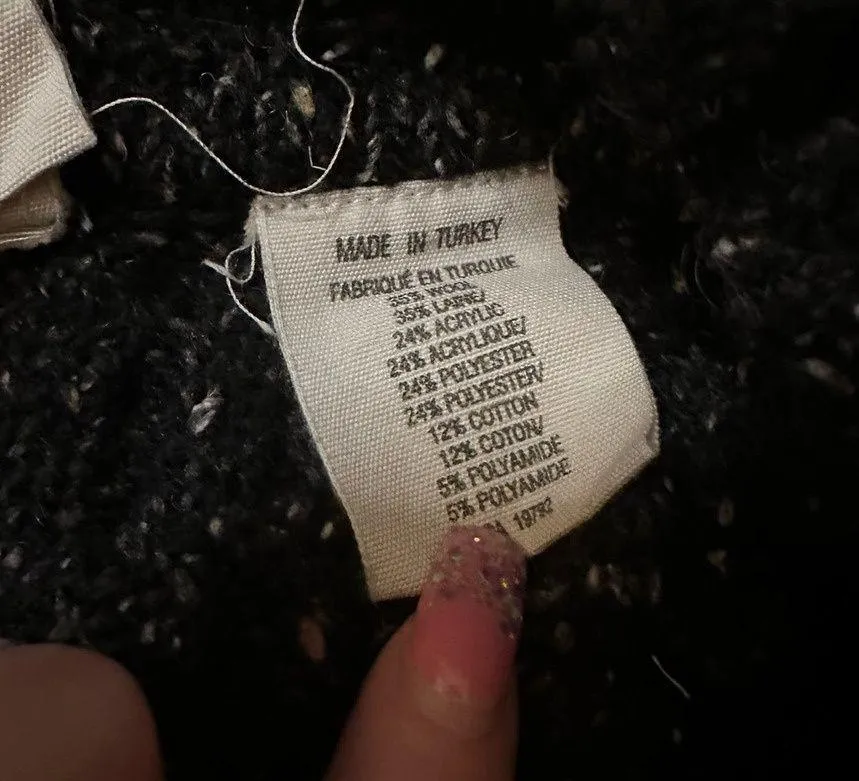 MADE IN TURKEY
FABRIQUÉ EN TURQUIE
35% WOOL
35% LAINE/
24% ACRYLIC
24% ACRYLIQUE/
24% POLYESTER
24% POLYESTER/
12% COTTON
12% COTON/
5% POLYAMIDE
5% POLYAMIDE
19792